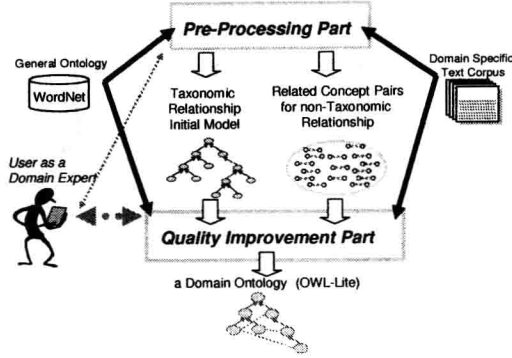 Pre-Processing Part
General Ontology
WordNet
Domain Specific
Text Corpus
Taxonomic
Relationship
Initial Model
Related Concept Pairs
for non-Taxonomic
Relationship
User as a
Domain Expert
Quality Improvement Part
a Domain Ontology (OWL-Lite)